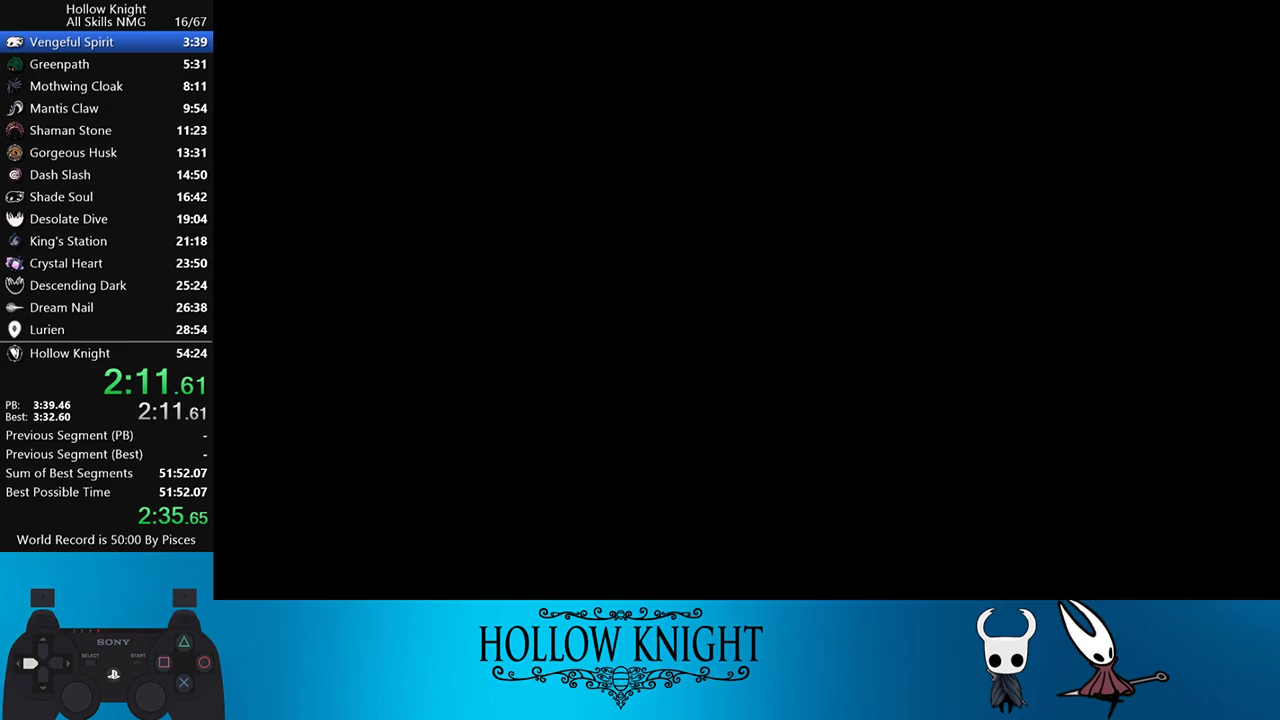 Hollow Knight
All Skills NMG 16/67
Vengeful Spirit 3:39
Greenpath 5:31
Mothwing Cloak 8:11
Mantis Claw 9:54
Shaman Stone 11:23
Gorgeous Husk 13:31
Dash Slash 14:50
Shade Soul 16:42
Desolate Dive 19:04
King's Station 21:18
Crystal Heart 23:50
Descending Dark 25:24
Dream Nail 26:38
Lurien 28:54
Hollow Knight 54:24
2:11.61
PB: 3:39.46
Best: 3:32.60
2:11.61
Previous Segment (PB) -
Previous Segment (Best) -
Sum of Best Segments 51:52.07
Best Possible Time 51:52.07
2:35.65
World Record is 50:00 By Pisces
SONY
SELECT START
HOLLOW KNIGHT